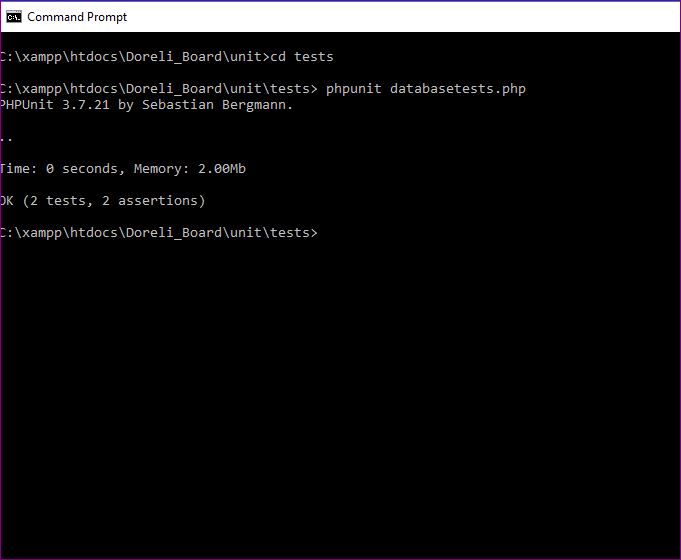 Command Prompt
C:\xampp\htdocs\Doreli_Board\unit>cd tests
C:\xampp\htdocs\Doreli_Board\unit\tests> phpunit databasetests.php
PHPUnit 3.7.21 by Sebastian Bergmann.
..
Time: 0 seconds, Memory: 2.00Mb
OK (2 tests, 2 assertions)
C:\xampp\htdocs\Doreli_Board\unit\tests>